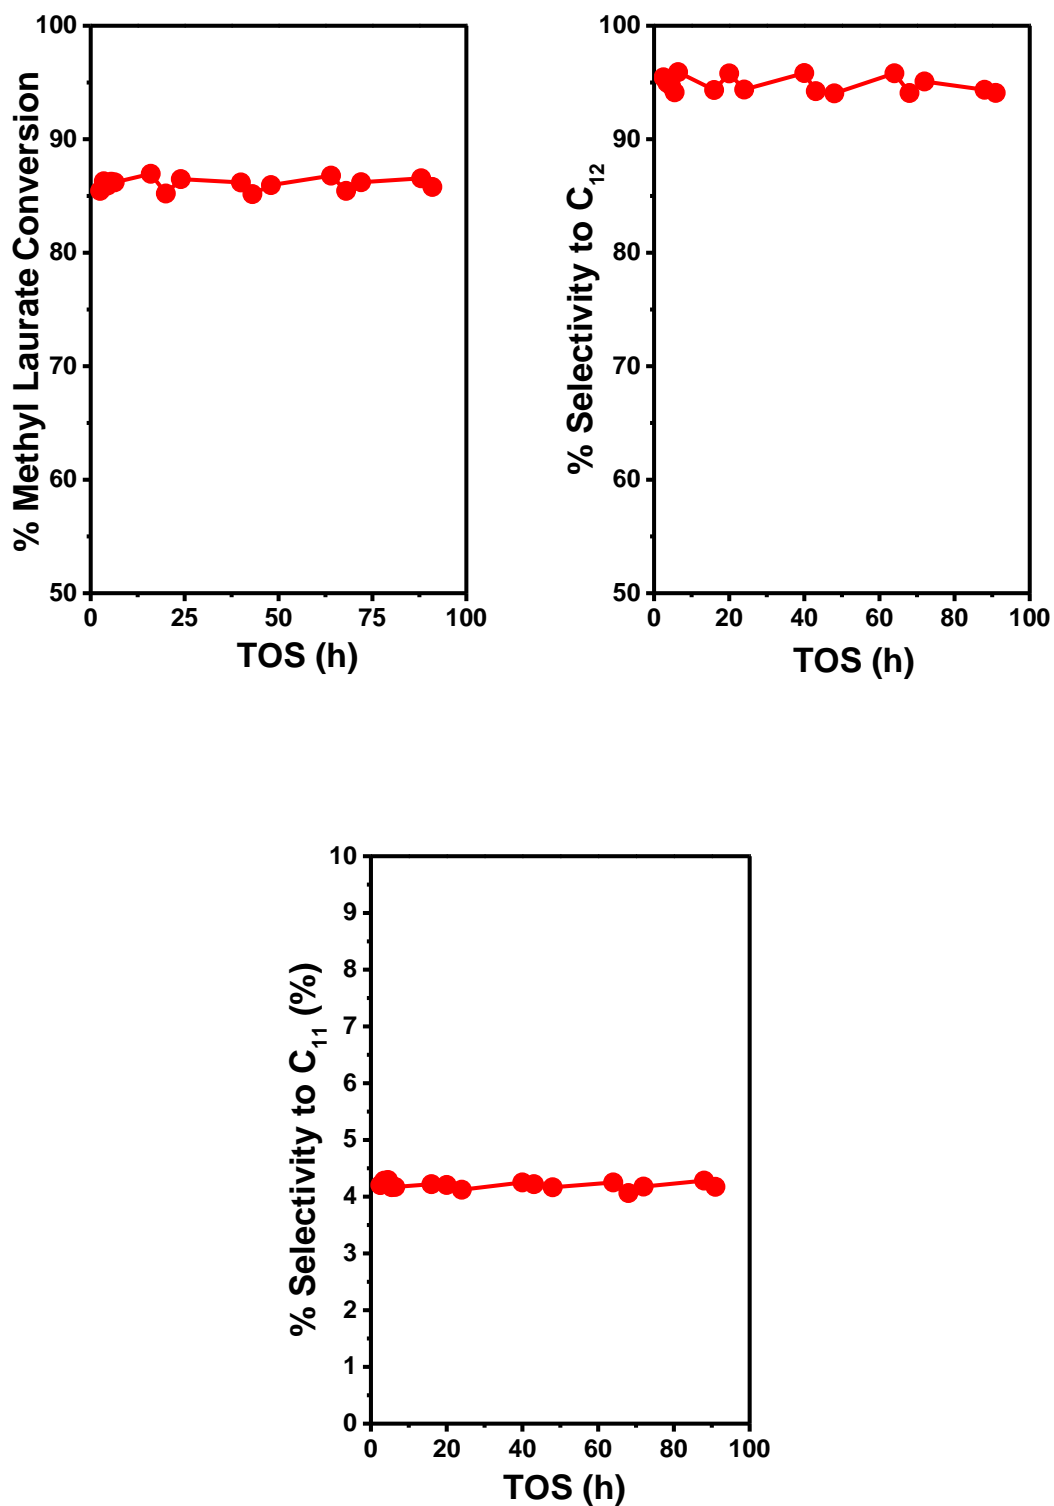 % Methyl Laurate Conversion
100
90
80
70
60
50
0 25 50 75 100
TOS (h)
% Selectivity to C₁₂
100
90
80
70
60
50
0 20 40 60 80 100
TOS (h)
% Selectivity to C₁₁ (%)
10
9
8
7
6
5
4
3
2
1
0
0 20 40 60 80 100
TOS (h)